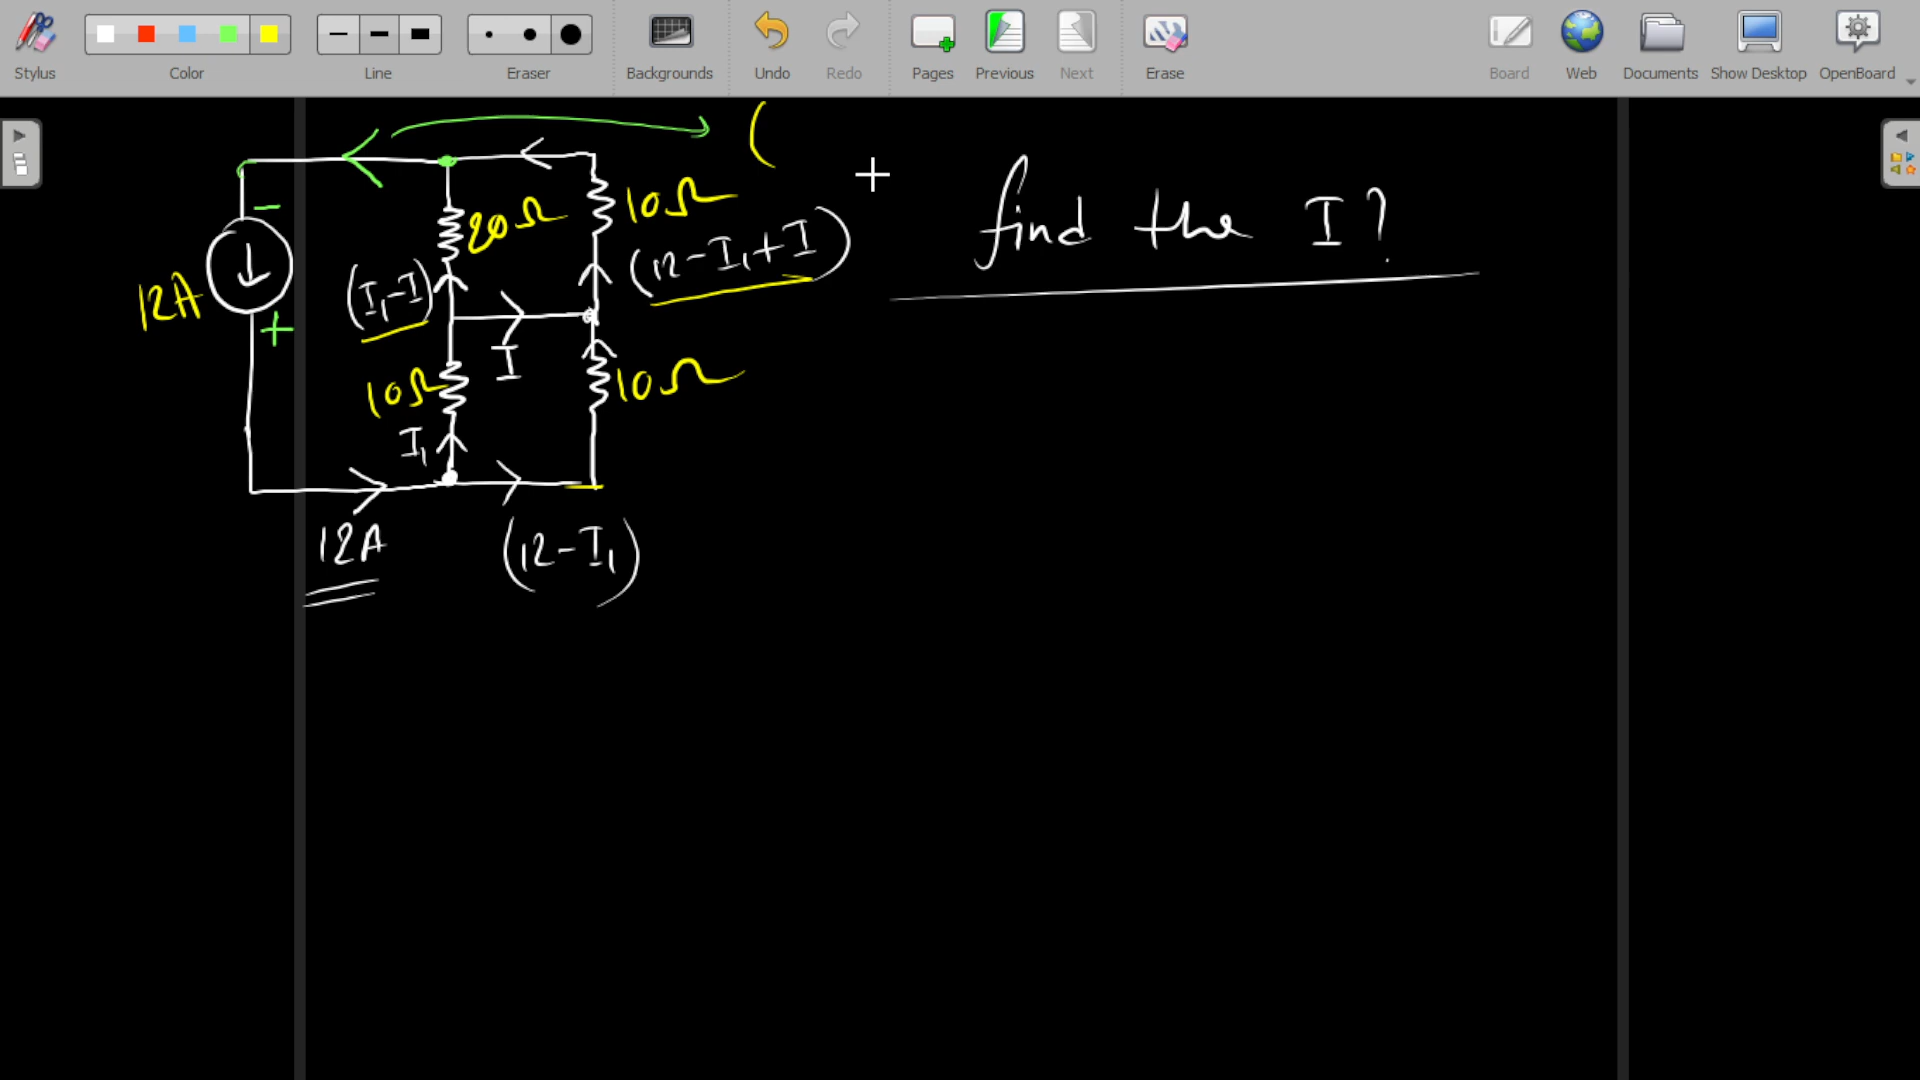 Stylus
Color
Line
Eraser
Backgrounds
Undo
Redo
Pages
Previous
Next
Erase
Board
Web
Documents
Show Desktop
OpenBoard
(
find the I?
-
20Ω
10Ω
(12-I₁+I)
12A
(I₁-I)
+
I
10Ω
10Ω
I₁
12A
(12-I₁)